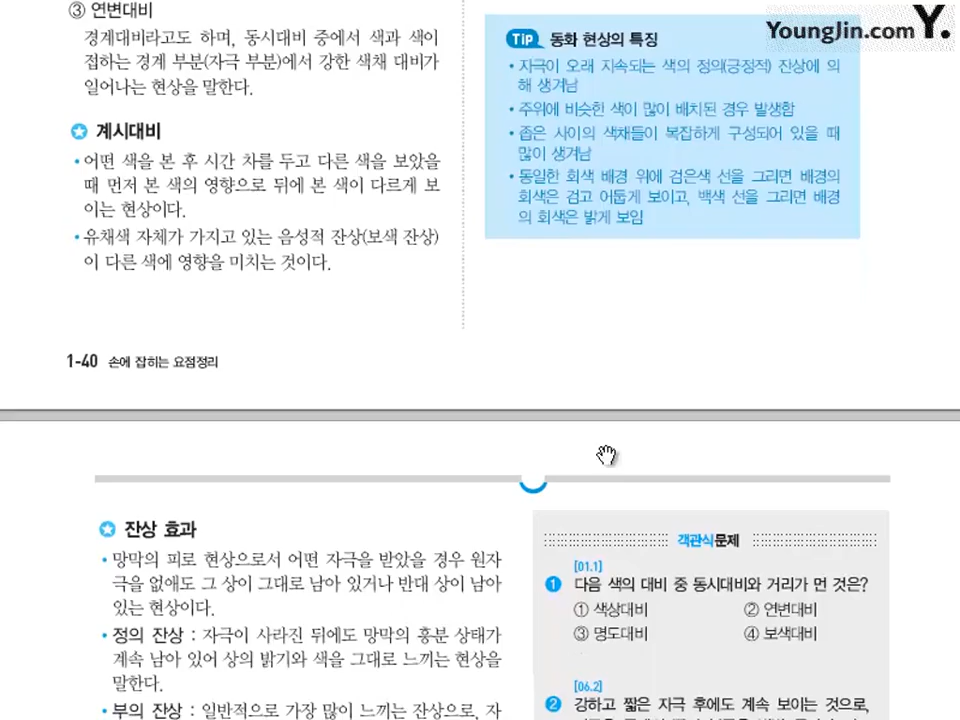 ③ 연변대비
경계대비라고도 하며, 동시대비 중에서 색과 색이
접하는 경계 부분(자극 부분)에서 강한 색채 대비가
일어나는 현상을 말한다.
계시대비
• 어떤 색을 본 후 시간 차를 두고 다른 색을 보았을
때 먼저 본 색의 영향으로 뒤에 본 색이 다르게 보
이는 현상이다.
• 유채색 자체가 가지고 있는 음성적 잔상(보색 잔상)
이 다른 색에 영향을 미치는 것이다.
YoungJin.com Y.
Tip 동화 현상의 특징
• 자극이 오래 지속되는 색의 정의(긍정적) 잔상에 의
해 생겨남
• 주위에 비슷한 색이 많이 배치된 경우 발생함
• 좁은 사이의 색채들이 복잡하게 구성되어 있을 때
많이 생겨남
• 동일한 회색 배경 위에 검은색 선을 그리면 배경의
회색은 검고 어둡게 보이고, 백색 선을 그리면 배경
의 회색은 밝게 보임
1-40 손에 잡히는 요점정리
잔상 효과
• 망막의 피로 현상으로서 어떤 자극을 받았을 경우 원자
극을 없애도 그 상이 그대로 남아 있거나 반대 상이 남아
있는 현상이다.
• 정의 잔상 : 자극이 사라진 뒤에도 망막의 흥분 상태가
계속 남아 있어 상의 밝기와 색을 그대로 느끼는 현상을
말한다.
• 부의 잔상 : 일반적으로 가장 많이 느끼는 잔상으로, 자
객관식문제
[01.1]
1 다음 색의 대비 중 동시대비와 거리가 먼 것은?
① 색상대비 ② 연변대비
③ 명도대비 ④ 보색대비
[06.2]
2 강하고 짧은 자극 후에도 계속 보이는 것으로,